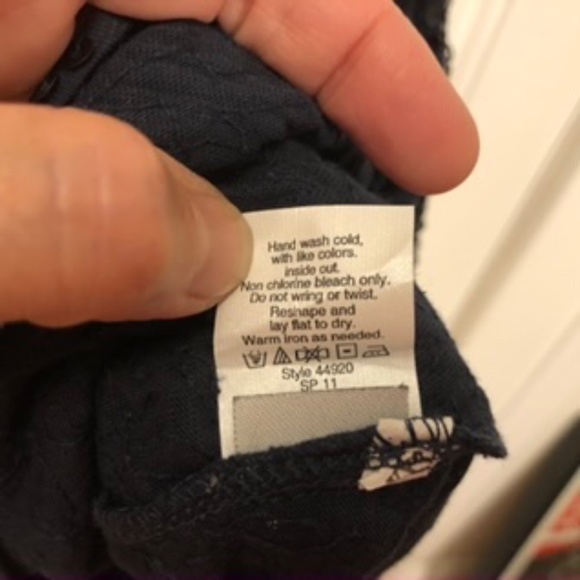 Hand wash cold,
with like colors.
inside out.
Non chlorine bleach only.
Do not wring or twist.
Reshape and
lay flat to dry.
Warm iron as needed.
Style 44920
SP 11